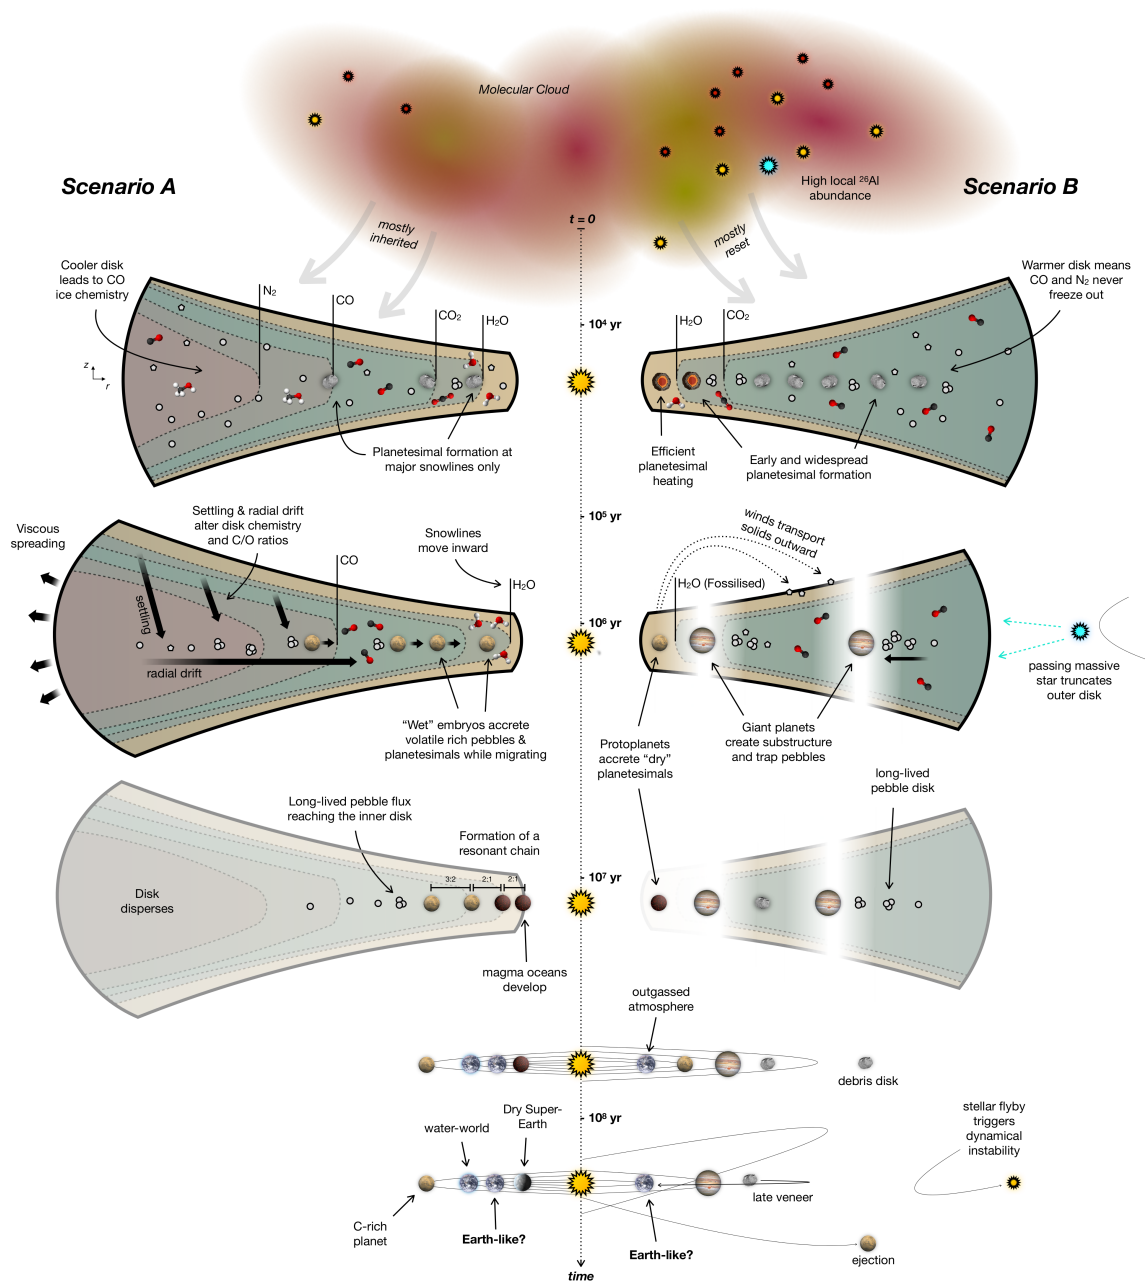 Molecular Cloud
Scenario A
Scenario B
High local ²⁶Al
abundance
t = 0
mostly
inherited
mostly
reset
Cooler disk
leads to CO
ice chemistry
N₂
CO
CO₂
H₂O
z
r
Planetesimal formation at
major snowlines only
10⁴ yr
H₂O
CO₂
Warmer disk means
CO and N₂ never
freeze out
Efficient
planetesimal
heating
Early and widespread
planetesimal formation
10⁵ yr
Viscous
spreading
Settling & radial drift
alter disk chemistry
and C/O ratios
CO
Snowlines
move inward
H₂O
settling
radial drift
"Wet" embryos accrete
volatile rich pebbles &
planetesimals while migrating
winds transport
solids outward
H₂O (Fossilised)
10⁶ yr
passing massive
star truncates
outer disk
Protoplanets
accrete "dry"
planetesimals
Giant planets
create substructure
and trap pebbles
long-lived
pebble disk
Long-lived pebble flux
reaching the inner disk
Formation of a
resonant chain
3:2
2:1
2:1
10⁷ yr
Disk
disperses
magma oceans
develop
outgassed
atmosphere
debris disk
10⁸ yr
Dry Super-
Earth
water-world
stellar flyby
triggers
dynamical
instability
late veneer
C-rich
planet
Earth-like?
Earth-like?
ejection
time